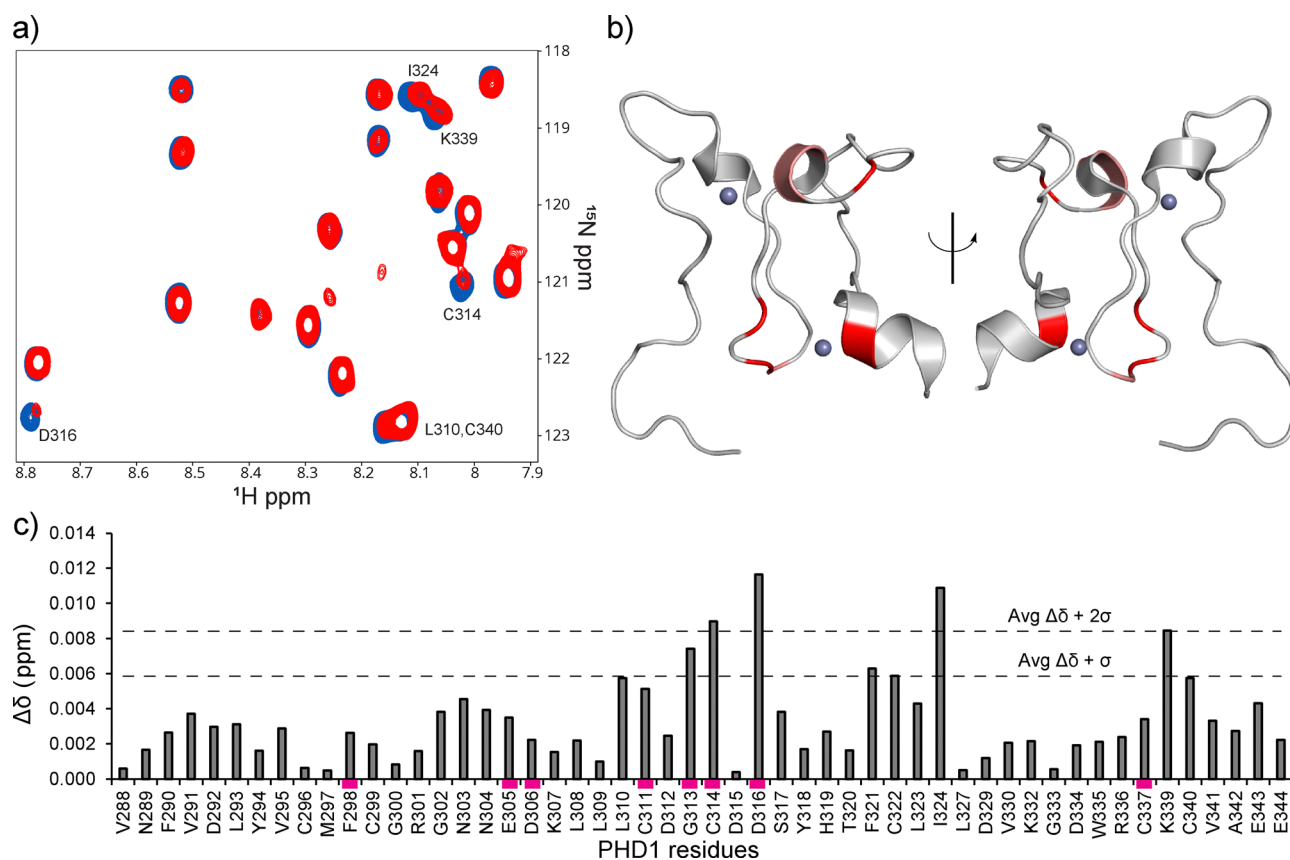 a)
b)
118
119
120
121
122
123
¹⁵N ppm
I324
K339
C314
D316
L310,C340
8.8
8.7
8.6
8.5
8.4
8.3
8.2
8.1
8
7.9
¹H ppm
c)
0.014
0.012
0.010
0.008
0.006
0.004
0.002
0.000
Δδ (ppm)
Avg Δδ + 2σ
Avg Δδ + σ
V288
N289
F290
V291
D292
L293
Y294
V295
C296
M297
F298
C299
G300
R301
G302
N303
N304
E305
D306
K307
L308
L309
L310
C311
D312
G313
C314
D315
D316
S317
Y318
H319
T320
F321
C322
L323
I324
L327
D329
V330
K332
G333
D334
W335
R336
C337
K339
C340
V341
A342
E343
E344
PHD1 residues